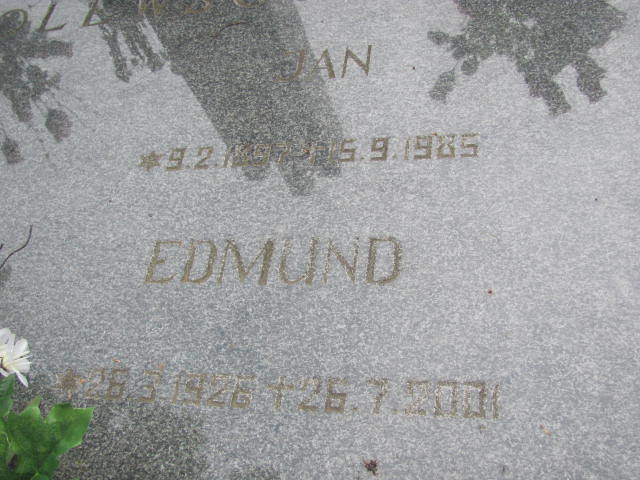 JAN
*9.2.1897 †15.9.1985
EDMUND
*26.3.1926 †26.7.2001